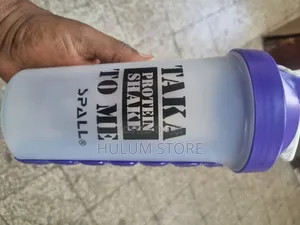 TAKA
PROTEIN
SHAKE
TO ME
SPALL®
HULUM STORE